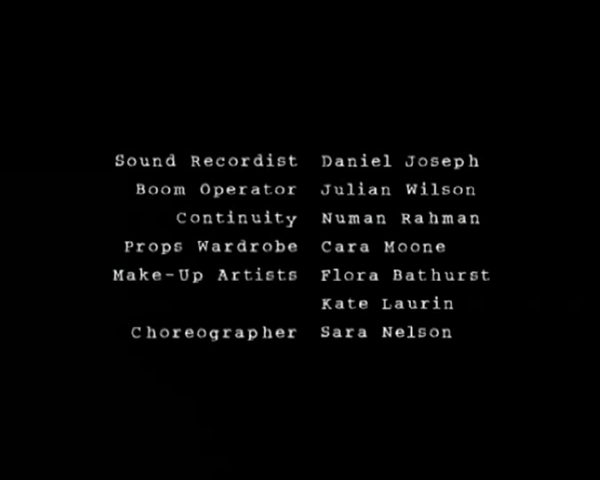 Sound Recordist Daniel Joseph
Boom Operator Julian Wilson
Continuity Numan Rahman
Props Wardrobe Cara Moone
Make-Up Artists Flora Bathurst
Kate Laurin
Choreographer Sara Nelson